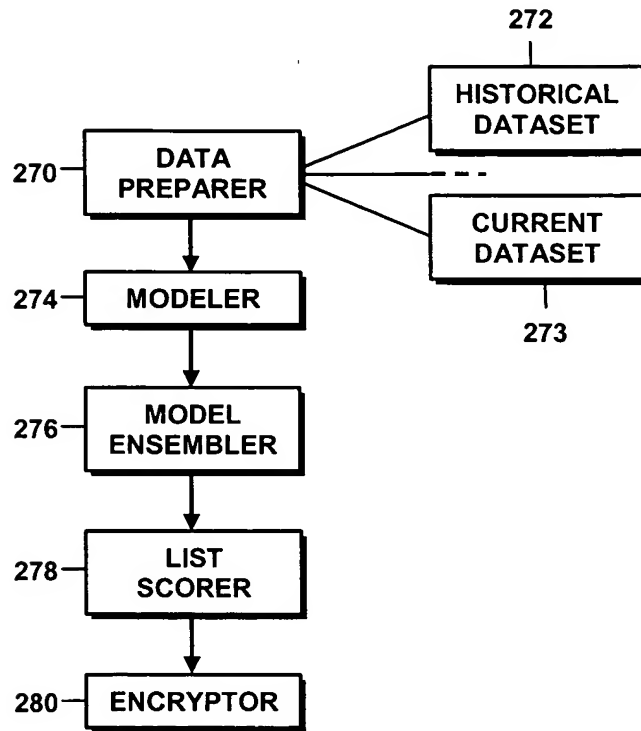 272
HISTORICAL
DATASET
270
DATA
PREPARER
CURRENT
DATASET
273
274
MODELER
276
MODEL
ENSEMBLER
278
LIST
SCORER
280
ENCRYPTOR